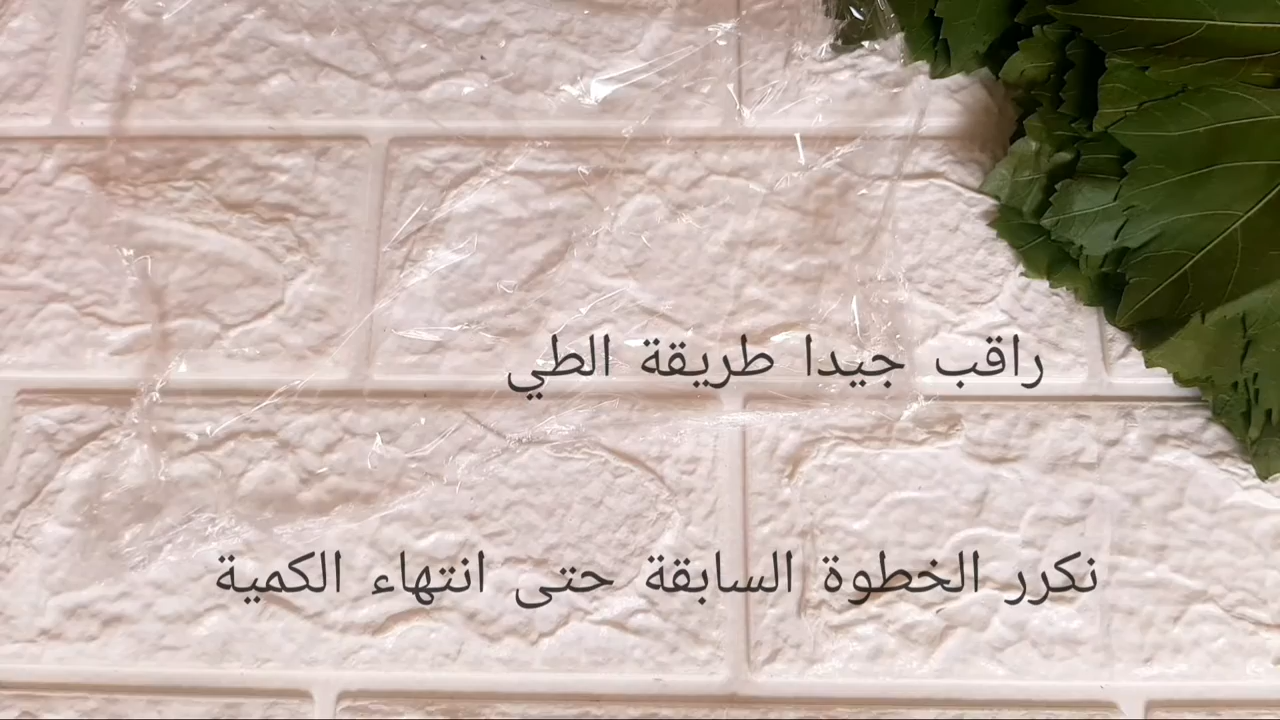 راقب جيدا طريقة الطي
نكرر الخطوة السابقة حتى انتهاء الكمية